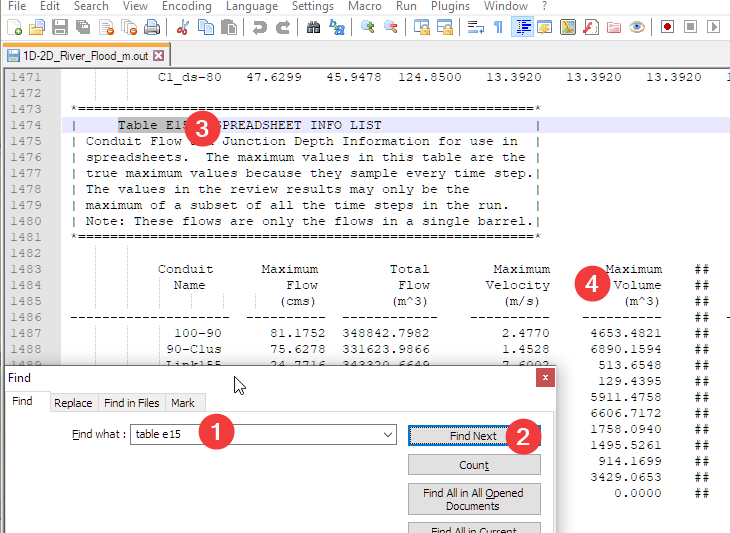 File Edit Search View Encoding Language Settings Macro Run Plugins Window ?
1D-2D_River_Flood_m.out
1471 C1_ds-80 47.6299 45.9478 124.8500 13.3920 13.3920 13.3920 13
1472
1473 *===================================================*
1474 | Table E15 3 SPREADSHEET INFO LIST |
1475 | Conduit Flow Junction Depth Information for use in |
1476 | spreadsheets. The maximum values in this table are the |
1477 | true maximum values because they sample every time step.|
1478 | The values in the review results may only be the |
1479 | maximum of a subset of all the time steps in the run. |
1480 | Note: These flows are only the flows in a single barrel.|
1481 *===================================================*
1482
1483 Conduit Maximum Total Maximum Maximum ##
1484 Name Flow Flow Velocity 4 Volume ##
1485 (cms) (m^3) (m/s) (m^3) ##
1486 ---------------- ---------- ---------- ---------- ---------- ##
1487 100-90 81.1752 348842.7982 2.4770 4653.4821 ##
1488 90-Clus 75.6278 331623.9866 1.4528 6890.1594 ##
1489 Link155 24.7716 343320.6649 7.6002 513.6548 ##
129.4395 ##
5911.4758 ##
6606.7172 ##
1758.0940 ##
1495.5261 ##
914.1699 ##
3429.0653 ##
0.0000 ##
Find
Find Replace Find in Files Mark
Find what : table e15 1
Find Next 2
Count
Find All in All Opened
Documents
Find All in Current